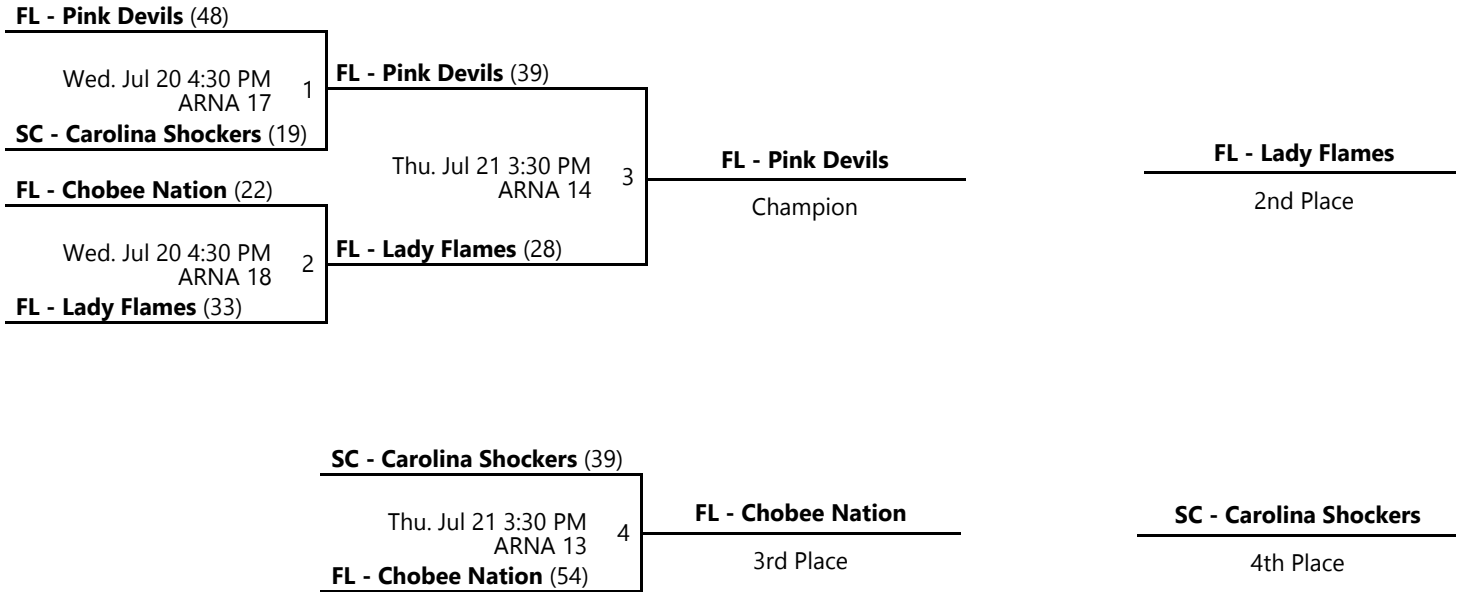 FL - Pink Devils (48)
Wed. Jul 20 4:30 PM
ARNA 17
1
SC - Carolina Shockers (19)
FL - Chobee Nation (22)
Wed. Jul 20 4:30 PM
ARNA 18
2
FL - Lady Flames (33)
FL - Pink Devils (39)
Thu. Jul 21 3:30 PM
ARNA 14
3
FL - Lady Flames (28)
FL - Pink Devils
Champion
FL - Lady Flames
2nd Place
SC - Carolina Shockers (39)
Thu. Jul 21 3:30 PM
ARNA 13
4
FL - Chobee Nation (54)
FL - Chobee Nation
3rd Place
SC - Carolina Shockers
4th Place